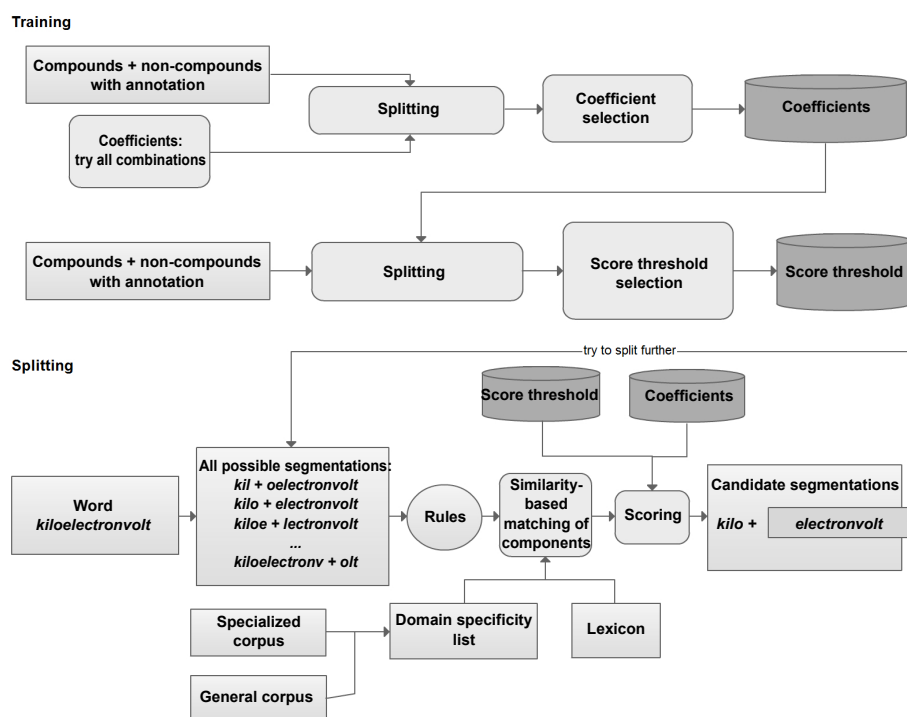 Training
Compounds + non-compounds
with annotation
Coefficients:
try all combinations
Splitting
Coefficient
selection
Coefficients
Compounds + non-compounds
with annotation
Splitting
Score threshold
selection
Score threshold
try to split further
Splitting
Score threshold
Coefficients
Word
kiloelectronvolt
All possible segmentations:
kil + oelectronvolt
kilo + electronvolt
kiloe + lectronvolt
...
kiloelectronv + olt
Rules
Similarity-
based
matching of
components
Scoring
Candidate segmentations
kilo +
electronvolt
Specialized
corpus
General corpus
Domain specificity
list
Lexicon